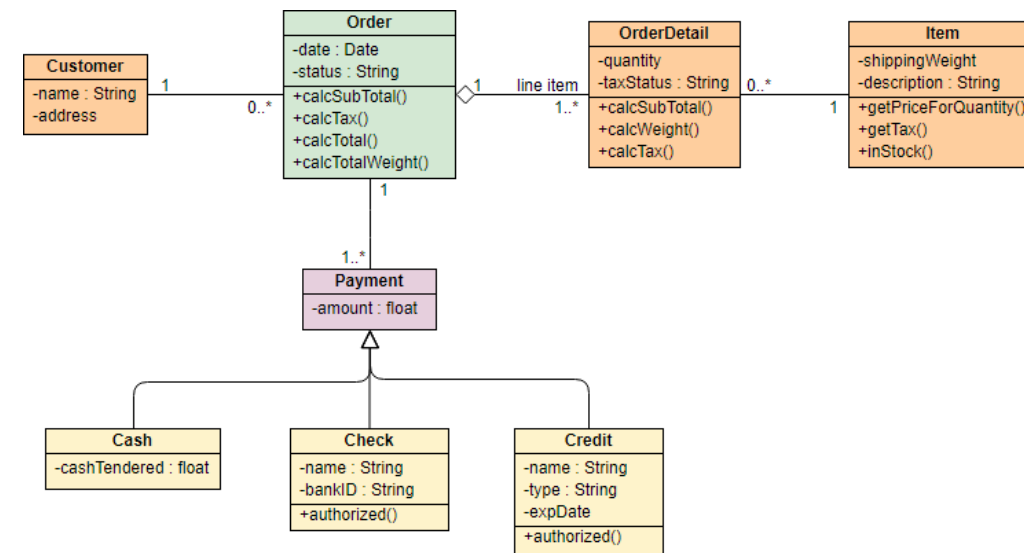 Order
-date : Date
-status : String
+calcSubTotal()
+calcTax()
+calcTotal()
+calcTotalWeight()
Customer
-name : String
-address
1
0..*
1
line item
1..*
OrderDetail
-quantity
-taxStatus : String
+calcSubTotal()
+calcWeight()
+calcTax()
0..*
1
Item
-shippingWeight
-description : String
+getPriceForQuantity()
+getTax()
+inStock()
1
1..*
Payment
-amount : float
Cash
-cashTendered : float
Check
-name : String
-bankID : String
+authorized()
Credit
-name : String
-type : String
-expDate
+authorized()